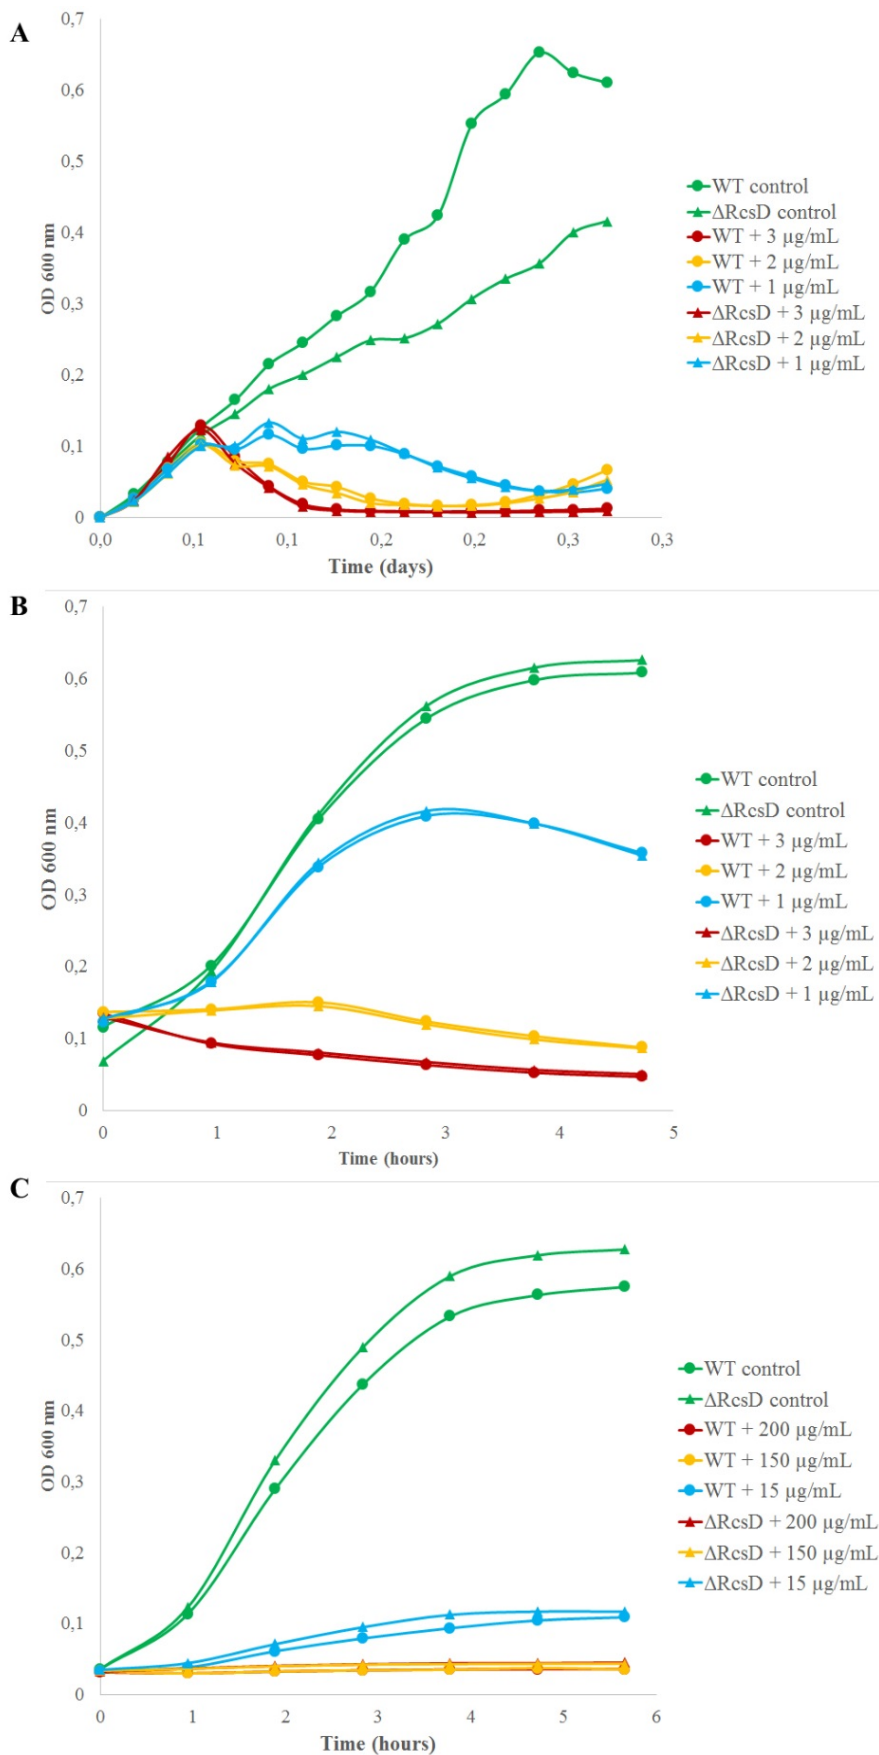 A
0,7
0,6
0,5
0,4
0,3
0,2
0,1
0
OD 600 nm
0,0 0,1 0,1 0,2 0,2 0,3 0,3
Time (days)
WT control
ΔRcsD control
WT + 3 µg/mL
WT + 2 µg/mL
WT + 1 µg/mL
ΔRcsD + 3 µg/mL
ΔRcsD + 2 µg/mL
ΔRcsD + 1 µg/mL
B
0,7
0,6
0,5
0,4
0,3
0,2
0,1
0
OD 600 nm
0 1 2 3 4 5
Time (hours)
WT control
ΔRcsD control
WT + 3 µg/mL
WT + 2 µg/mL
WT + 1 µg/mL
ΔRcsD + 3 µg/mL
ΔRcsD + 2 µg/mL
ΔRcsD + 1 µg/mL
C
0,7
0,6
0,5
0,4
0,3
0,2
0,1
0
OD 600 nm
0 1 2 3 4 5 6
Time (hours)
WT control
ΔRcsD control
WT + 200 µg/mL
WT + 150 µg/mL
WT + 15 µg/mL
ΔRcsD + 200 µg/mL
ΔRcsD + 150 µg/mL
ΔRcsD + 15 µg/mL